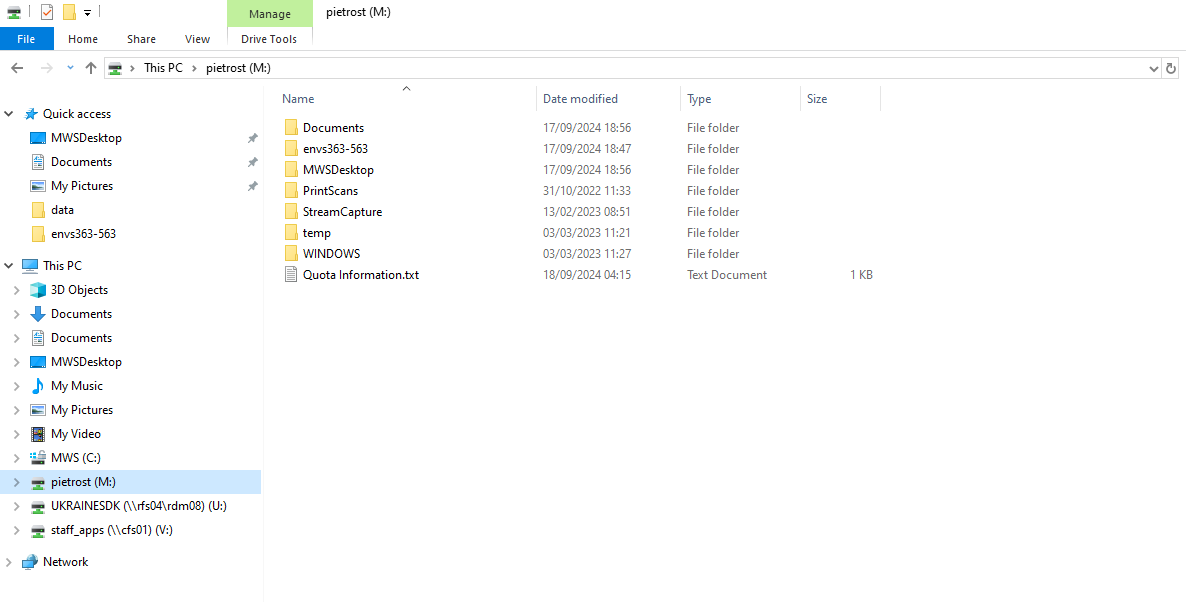 Manage pietrost (M:)
File Home Share View Drive Tools
This PC pietrost (M:)
Name Date modified Type Size
Quick access
MWSDesktop
Documents
My Pictures
data
envs363-563
This PC
3D Objects
Documents
Documents
MWSDesktop
My Music
My Pictures
My Video
MWS (C:)
pietrost (M:)
UKRAINESDK (\\rfs04\rdm08) (U:)
staff_apps (\\cfs01) (V:)
Network
Documents 17/09/2024 18:56 File folder
envs363-563 17/09/2024 18:47 File folder
MWSDesktop 17/09/2024 18:56 File folder
PrintScans 31/10/2022 11:33 File folder
StreamCapture 13/02/2023 08:51 File folder
temp 03/03/2023 11:21 File folder
WINDOWS 03/03/2023 11:27 File folder
Quota Information.txt 18/09/2024 04:15 Text Document 1 KB